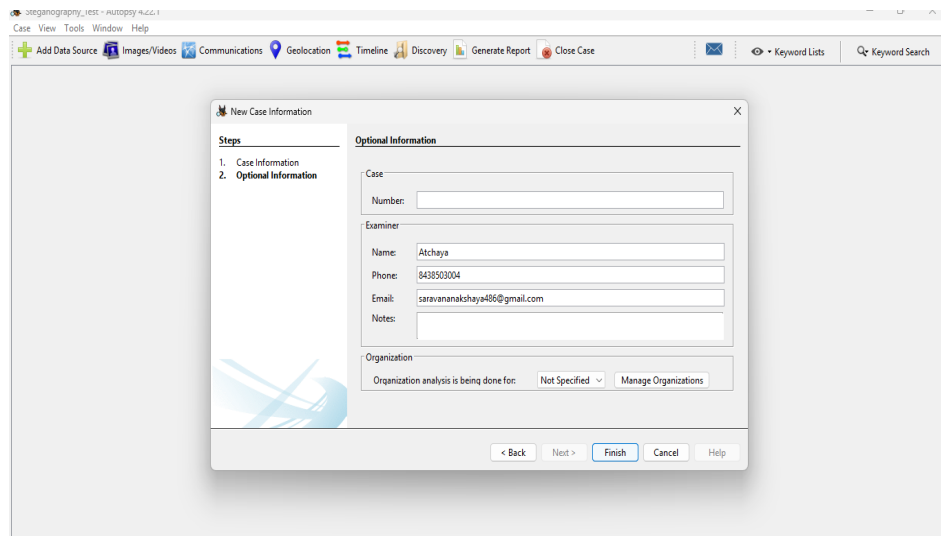 Steganography_Test - Autopsy 4.22.1
Case View Tools Window Help
Add Data Source Images/Videos Communications Geolocation Timeline Discovery Generate Report Close Case Keyword Lists Keyword Search
New Case Information
Steps
1. Case Information
2. Optional Information
Optional Information
Case
Number:
Examiner
Name: Atchaya
Phone: 8438503004
Email: saravananakshaya486@gmail.com
Notes:
Organization
Organization analysis is being done for: Not Specified Manage Organizations
< Back Next > Finish Cancel Help